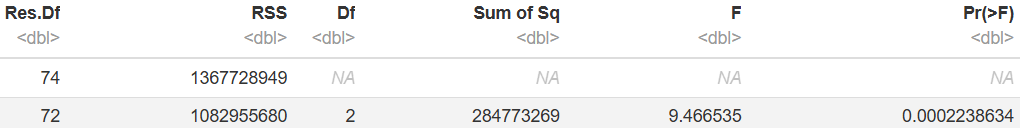 Res.Df RSS Df Sum of Sq F Pr(>F)
<dbl> <dbl> <dbl> <dbl> <dbl> <dbl>
74 1367728949 NA NA NA NA
72 1082955680 2 284773269 9.466535 0.0002238634